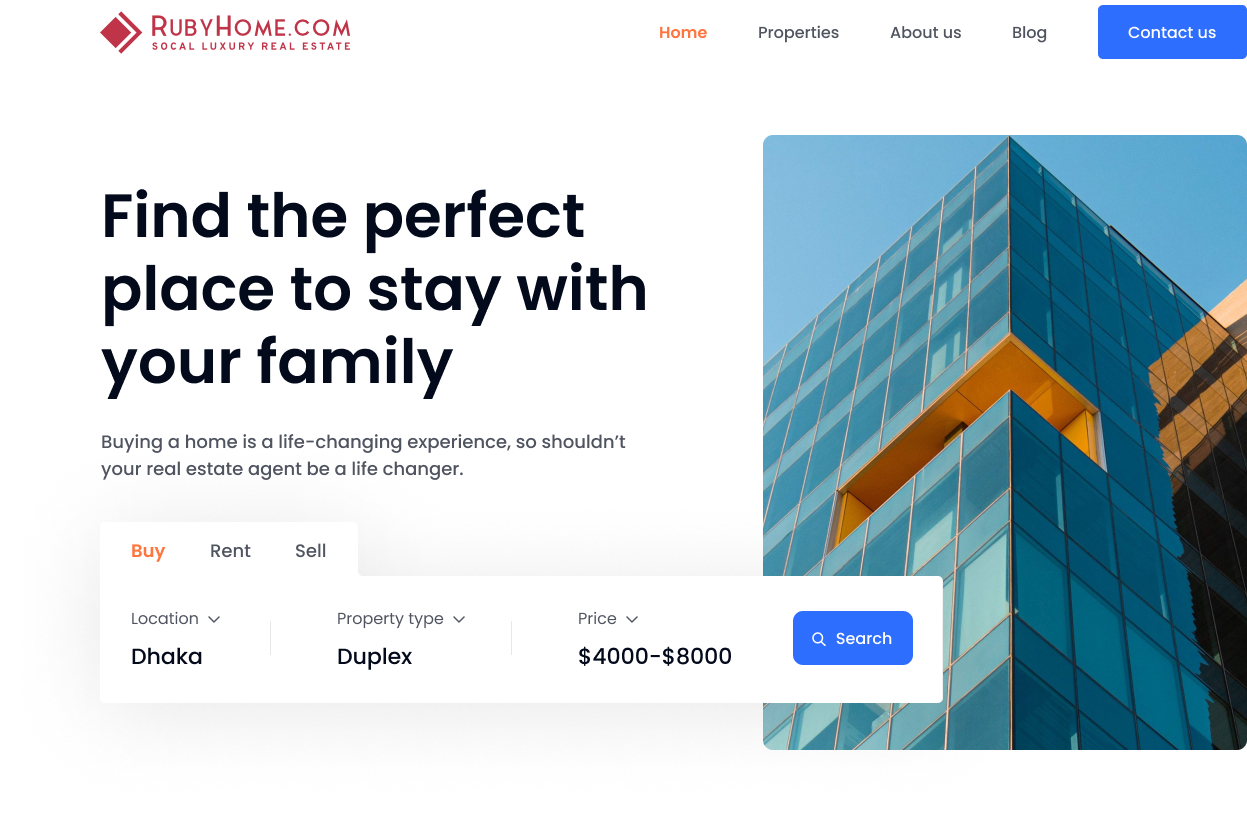 RUBYHOME.COM
SOCAL LUXURY REAL ESTATE
Home Properties About us Blog Contact us
Find the perfect
place to stay with
your family
Buying a home is a life-changing experience, so shouldn’t
your real estate agent be a life changer.
Buy Rent Sell
Location Property type Price
Dhaka Duplex $4000-$8000
Search